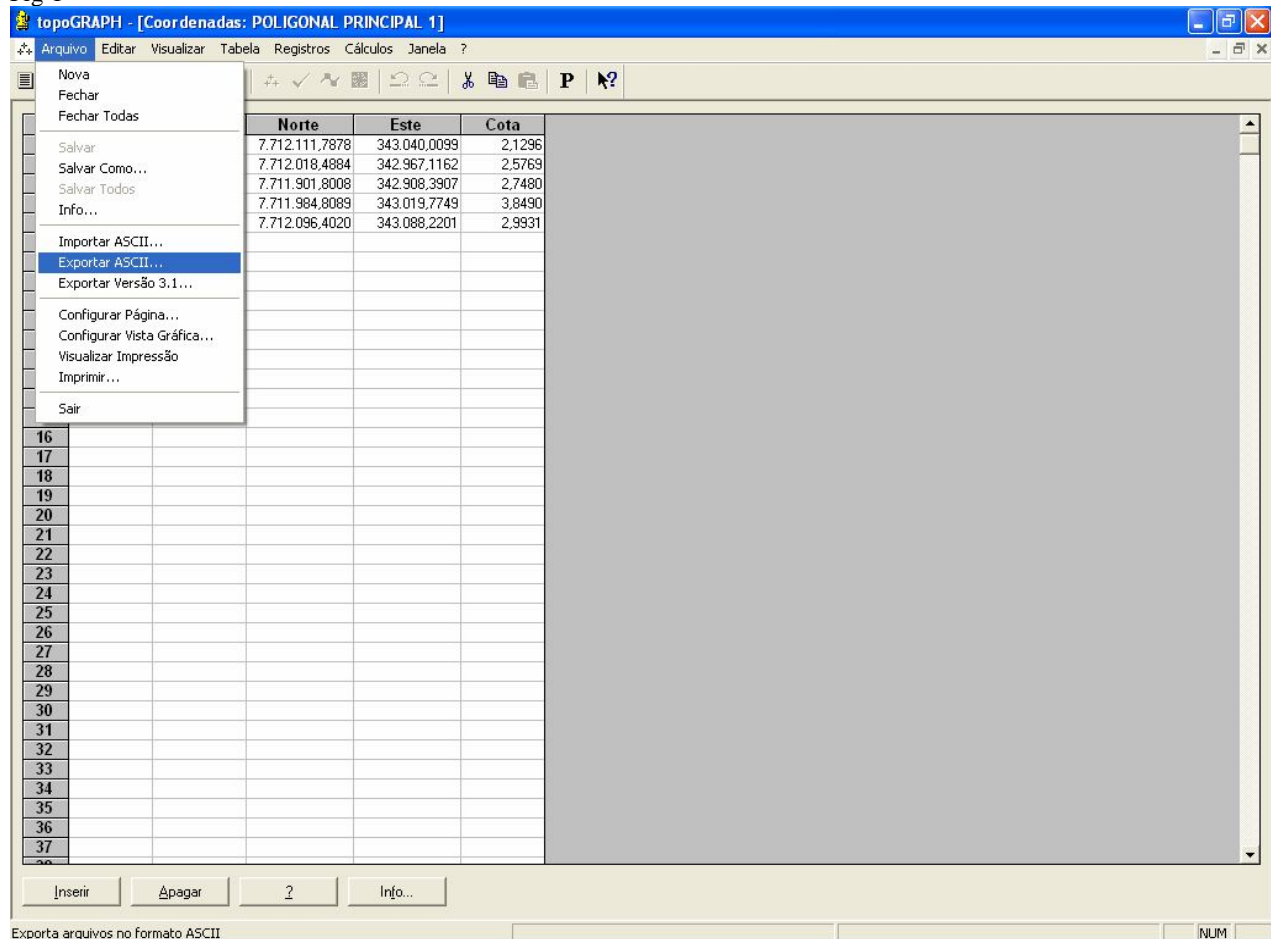 topoGRAPH - [Coordenadas: POLIGONAL PRINCIPAL 1]
Arquivo Editar Visualizar Tabela Registros Cálculos Janela ?
P ?
Nova
Fechar
Fechar Todas
Salvar
Salvar Como...
Salvar Todos
Info...
Importar ASCII...
Exportar ASCII...
Exportar Versão 3.1...
Configurar Página...
Configurar Vista Gráfica...
Visualizar Impressão
Imprimir...
Sair
Norte Este Cota
7.712.111,7878 343.040,0099 2,1296
7.712.018,4884 342.967,1162 2,5769
7.711.901,8008 342.908,3907 2,7480
7.711.984,8089 343.019,7749 3,8490
7.712.096,4020 343.088,2201 2,9931
16
17
18
19
20
21
22
23
24
25
26
27
28
29
30
31
32
33
34
35
36
37
Inserir Apagar ? Info...
Exporta arquivos no formato ASCII NUM